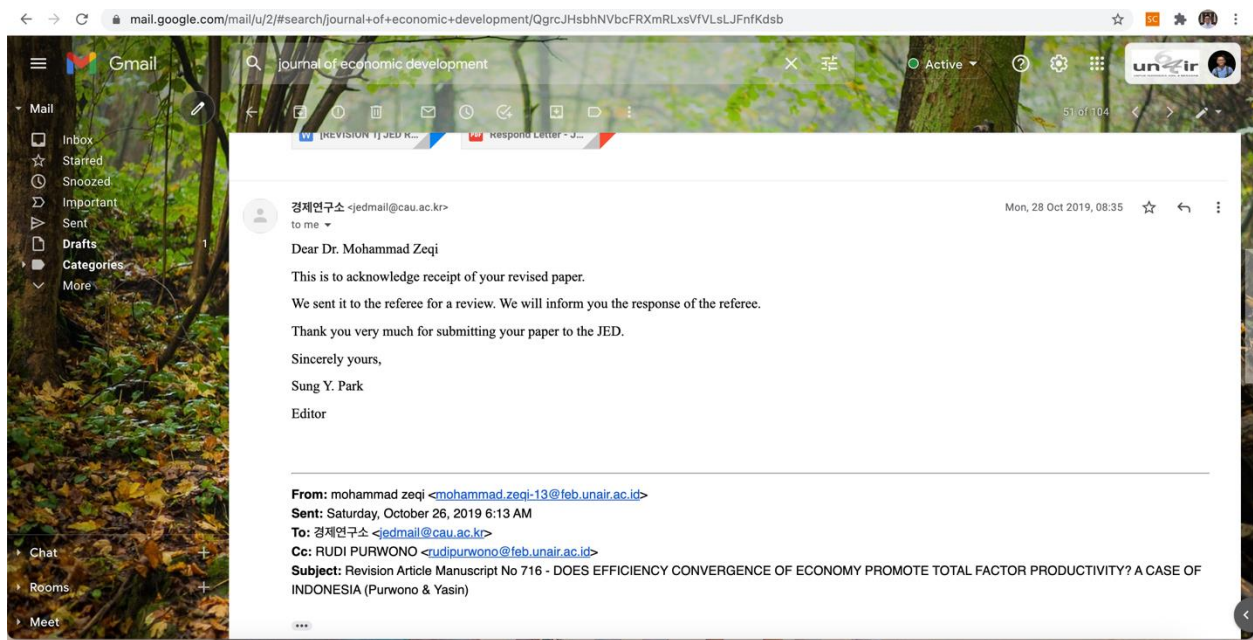 mail.google.com/mail/u/2/#search/journal+of+economic+development/QgrcJHsbhNVbcFRXmRLxsVfVLsLJFnfKdsb
SC
Gmail
journal of economic development
Active
Mail
51 of 104
Inbox
[REVISION 1] JED R...
Respond Letter - J...
Starred
Snoozed
Important
Sent
Drafts 1
Categories
More
경제연구소 <jedmail@cau.ac.kr>
Mon, 28 Oct 2019, 08:35
to me
Dear Dr. Mohammad Zeqi
This is to acknowledge receipt of your revised paper.
We sent it to the referee for a review. We will inform you the response of the referee.
Thank you very much for submitting your paper to the JED.
Sincerely yours,
Sung Y. Park
Editor
From: mohammad zeqi <mohammad.zeqi-13@feb.unair.ac.id>
Sent: Saturday, October 26, 2019 6:13 AM
To: 경제연구소 <jedmail@cau.ac.kr>
Cc: RUDI PURWONO <rudipurwono@feb.unair.ac.id>
Subject: Revision Article Manuscript No 716 - DOES EFFICIENCY CONVERGENCE OF ECONOMY PROMOTE TOTAL FACTOR PRODUCTIVITY? A CASE OF
INDONESIA (Purwono & Yasin)
Chat
Rooms
Meet